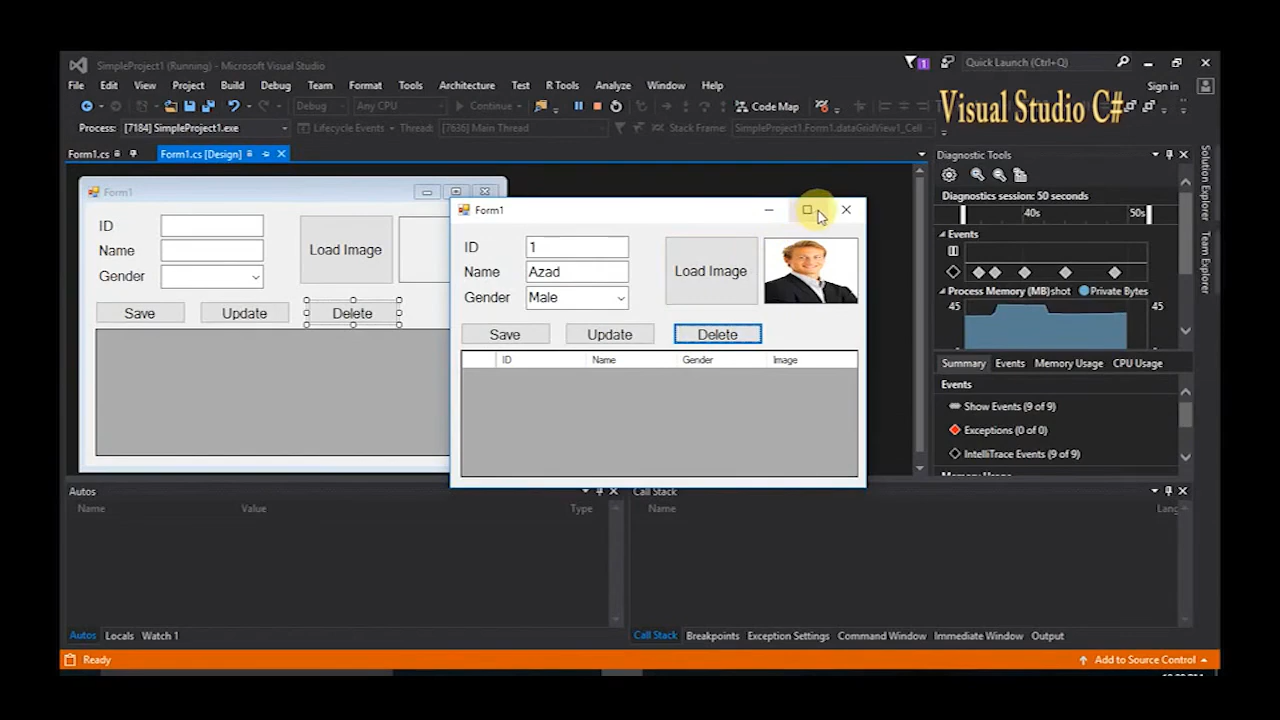 SimpleProject1 (Running) - Microsoft Visual Studio
1
Quick Launch (Ctrl+Q)
File Edit View Project Build Debug Team Format Tools Architecture Test R Tools Analyze Window Help
Sign in
Debug Any CPU Continue Code Map
Visual Studio C#
Process: [7184] SimpleProject1.exe Lifecycle Events Thread: [7636] Main Thread Stack Frame: SimpleProject1.Form1.dataGridView1_Cell
Form1.cs Form1.cs [Design]
Form1
ID
Name
Gender
Load Image
Save Update Delete
Form1
ID 1
Name Azad
Gender Male
Load Image
Save Update Delete
ID Name Gender Image
Diagnostic Tools
Diagnostics session: 50 seconds
40s 50s
Events
Process Memory (MB)shot Private Bytes
45 45
Summary Events Memory Usage CPU Usage
Events
Show Events (9 of 9)
Exceptions (0 of 0)
IntelliTrace Events (9 of 9)
Solution Explorer
Team Explorer
Autos
Name Value Type
Autos Locals Watch 1
Call Stack
Name Lang
Call Stack Breakpoints Exception Settings Command Window Immediate Window Output
Ready
Add to Source Control